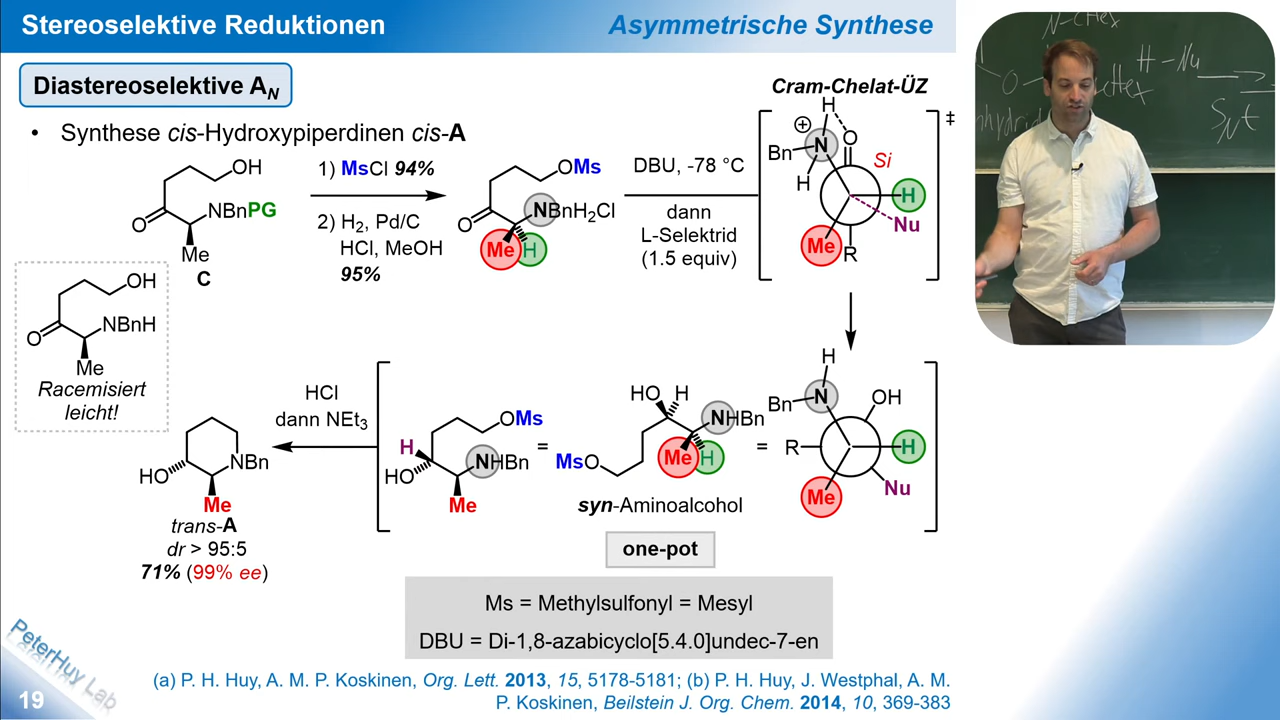 Stereoselektive Reduktionen
Asymmetrische Synthese
Diastereoselektive A_N
• Synthese cis-Hydroxypiperdinen cis-A
Cram-Chelat-ÜZ
OH
O
NBnPG
Me
C
1) MsCl 94%
2) H₂, Pd/C
HCl, MeOH
95%
OMs
O
NBnH₂Cl
Me H
DBU, -78 °C
dann
L-Selektrid
(1.5 equiv)
H
⊕
O
Bn N
Si
H
H
Nu
Me R
‡
OH
O
NBnH
Me
Racemisiert
leicht!
HCl
dann NEt₃
HO
NBn
Me
trans-A
dr > 95:5
71% (99% ee)
OMs
H
HO
NHBn
Me
=
HO H
NHBn
MsO
Me H
syn-Aminoalcohol
=
H
Bn N
OH
R
H
Me
Nu
one-pot
Ms = Methylsulfonyl = Mesyl
DBU = Di-1,8-azabicyclo[5.4.0]undec-7-en
(a) P. H. Huy, A. M. P. Koskinen, Org. Lett. 2013, 15, 5178-5181; (b) P. H. Huy, J. Westphal, A. M.
P. Koskinen, Beilstein J. Org. Chem. 2014, 10, 369-383
PeterHuy Lab
19
H-Nu
O
S_N t